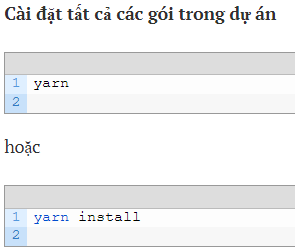 Cài đặt tất cả các gói trong dự án
1 yarn
2
hoặc
1 yarn install
2